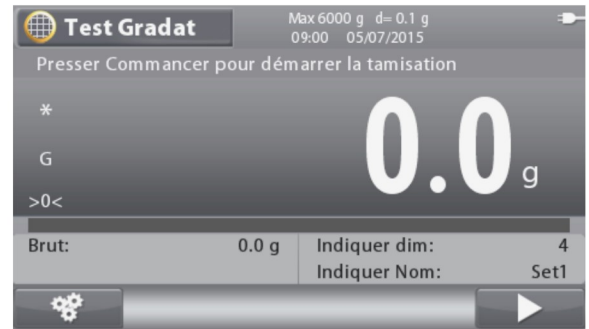 Test Gradat
Max 6000 g d= 0.1 g
09:00 05/07/2015
Presser Commancer pour démarrer la tamisation
*
G
>0<
0.0 g
Brut: 0.0 g
Indiquer dim: 4
Indiquer Nom: Set1